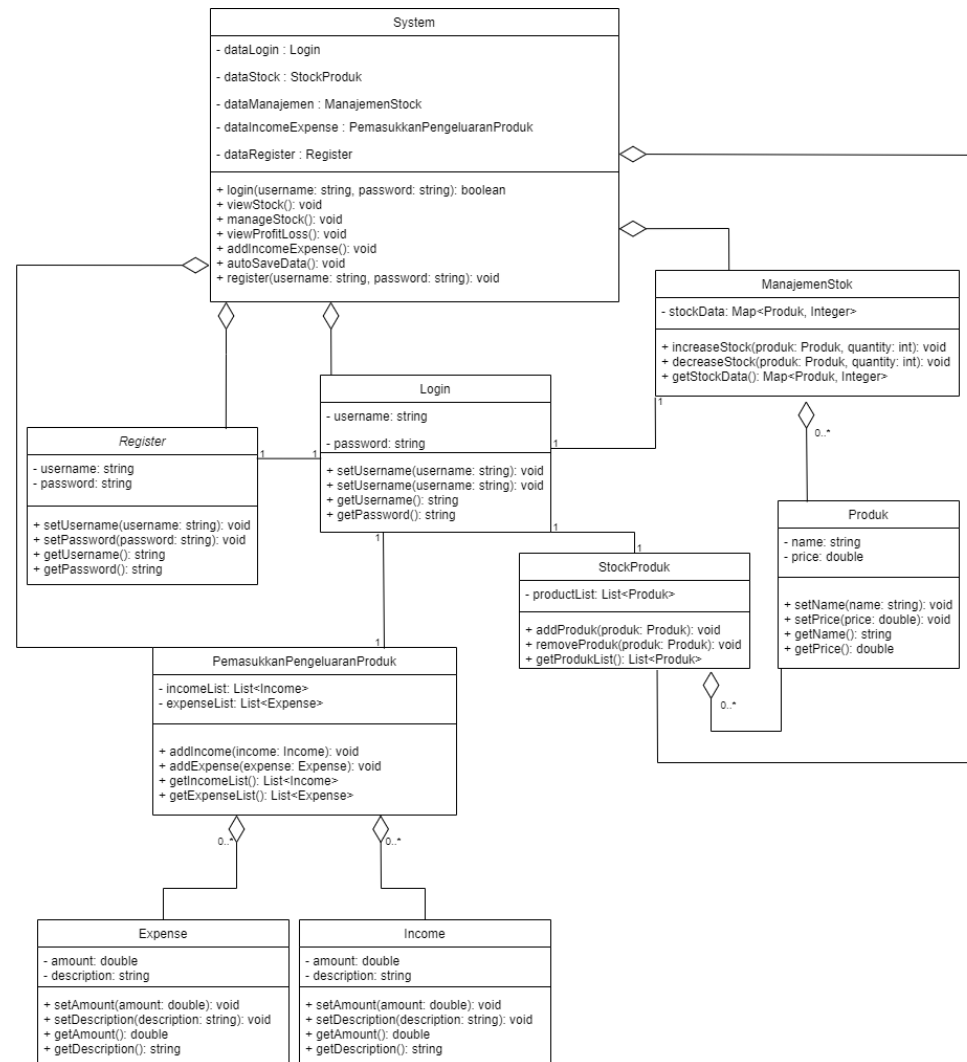 System
- dataLogin : Login
- dataStock : StockProduk
- dataManajemen : ManajemenStock
- dataIncomeExpense : PemasukkanPengeluaranProduk
- dataRegister : Register
+ login(username: string, password: string): boolean
+ viewStock(): void
+ manageStock(): void
+ viewProfitLoss(): void
+ addIncomeExpense(): void
+ autoSaveData(): void
+ register(username: string, password: string): void
ManajemenStok
- stockData: Map<Produk, Integer>
+ increaseStock(produk: Produk, quantity: int): void
+ decreaseStock(produk: Produk, quantity: int): void
+ getStockData(): Map<Produk, Integer>
1
0..*
Login
- username: string
- password: string
+ setUsername(username: string): void
+ setUsername(username: string): void
+ getUsername(): string
+ getPassword(): string
1
1
1
1
Register
- username: string
- password: string
+ setUsername(username: string): void
+ setPassword(password: string): void
+ getUsername(): string
+ getPassword(): string
1
Produk
- name: string
- price: double
+ setName(name: string): void
+ setPrice(price: double): void
+ getName(): string
+ getPrice(): double
1
StockProduk
- productList: List<Produk>
+ addProduk(produk: Produk): void
+ removeProduk(produk: Produk): void
+ getProdukList(): List<Produk>
0..*
1
PemasukkanPengeluaranProduk
- incomeList: List<Income>
- expenseList: List<Expense>
+ addIncome(income: Income): void
+ addExpense(expense: Expense): void
+ getIncomeList(): List<Income>
+ getExpenseList(): List<Expense>
0..*
0..*
Expense
- amount: double
- description: string
+ setAmount(amount: double): void
+ setDescription(description: string): void
+ getAmount(): double
+ getDescription(): string
Income
- amount: double
- description: string
+ setAmount(amount: double): void
+ setDescription(description: string): void
+ getAmount(): double
+ getDescription(): string